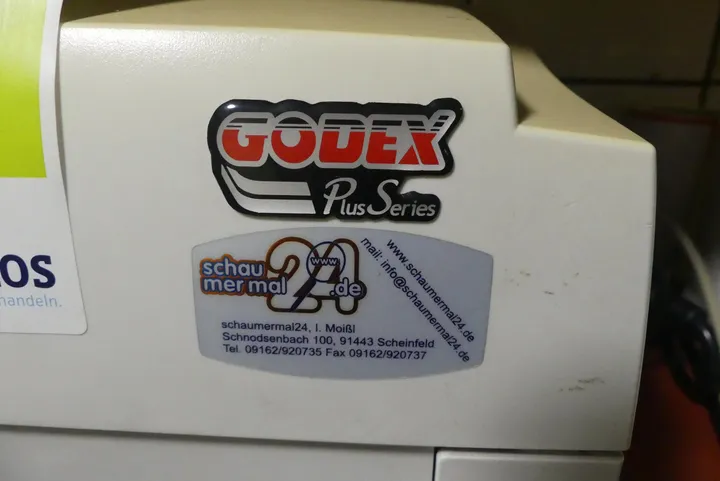 GODEX
Plus Series
OS
handeln.
schau
mer mal
24
www
.de
www.schaumermal24.de
mail: info@schaumermal24.de
schaumermal24, I. Moißl
Schnodsenbach 100, 91443 Scheinfeld
Tel. 09162/920735 Fax 09162/920737